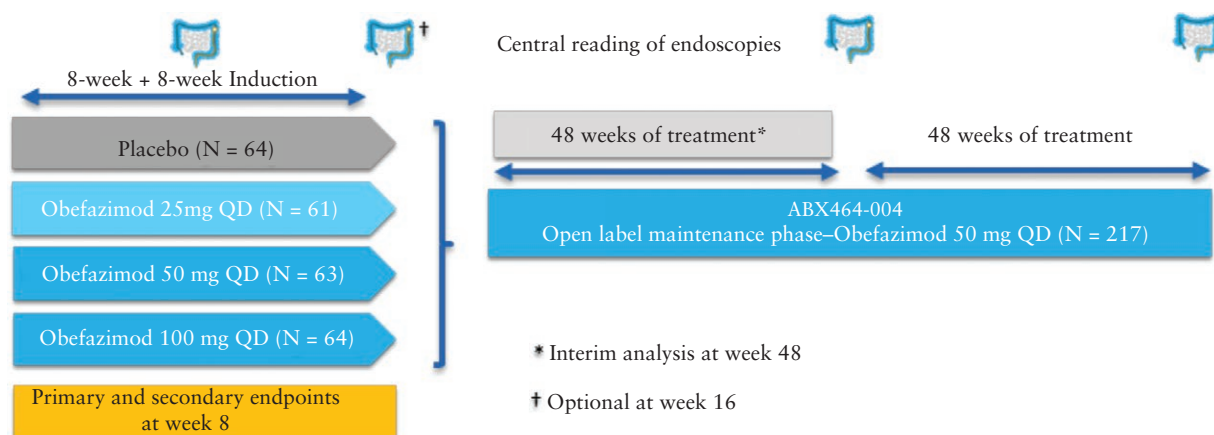 †
Central reading of endoscopies
8-week + 8-week Induction
Placebo (N = 64)
Obefazimod 25mg QD (N = 61)
Obefazimod 50 mg QD (N = 63)
Obefazimod 100 mg QD (N = 64)
Primary and secondary endpoints
at week 8
48 weeks of treatment*
48 weeks of treatment
ABX464-004
Open label maintenance phase–Obefazimod 50 mg QD (N = 217)
* Interim analysis at week 48
† Optional at week 16